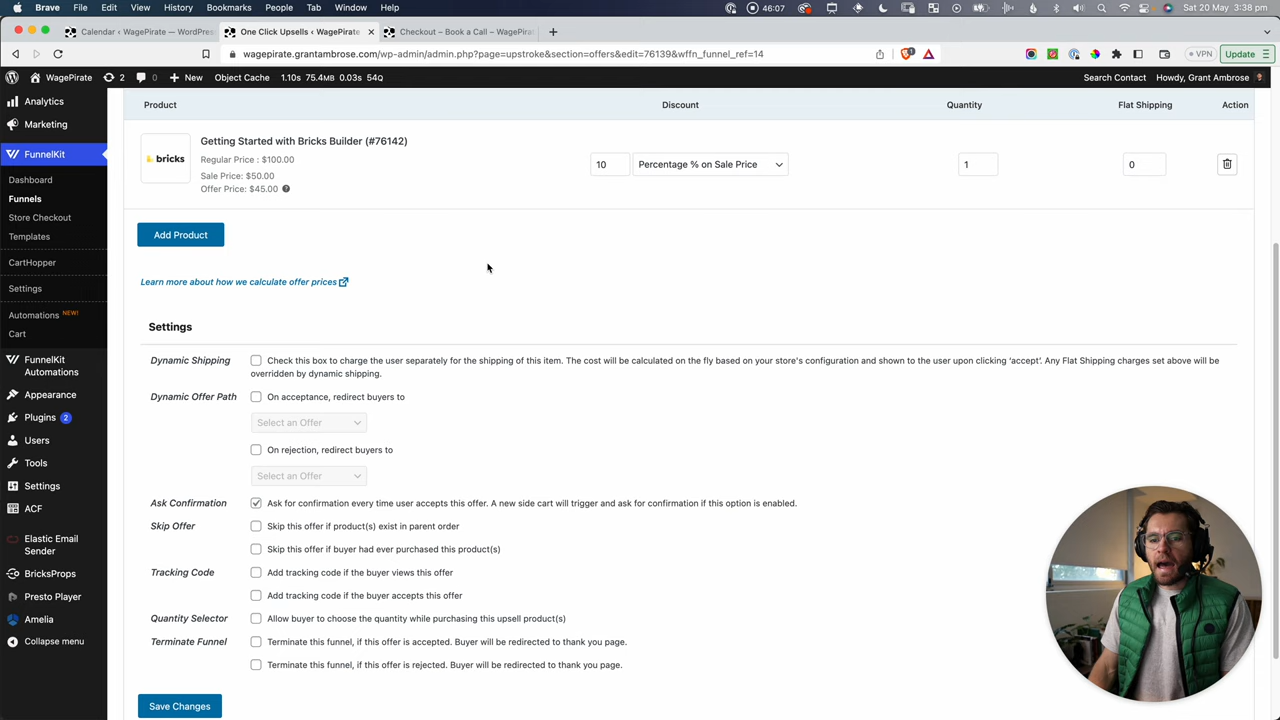 Brave File Edit View History Bookmarks Profiles Tab Window Help
46:07
Mon 29 May 3:38 pm
Calendar ‹ WagePirate — WordPress
One Click Upsells ‹ WagePirate
Checkout – Book a Call – WagePirate
wagepirate.grantambrose.com/wp-admin/admin.php?page=upstroke&section=offers&edit=76139&wffn_funnel_ref=14
VPN
Update
WagePirate 2 0 New Object Cache 1.10s 75.4MB 0.03s 54Q
Search Contact Howdy, Grant Ambrose
Analytics
Marketing
FunnelKit
Dashboard
Funnels
Store Checkout
Templates
CartHopper
Settings
Automations NEW!
Cart
FunnelKit
Automations
Appearance
Plugins 2
Users
Tools
Settings
ACF
Elastic Email
Sender
BricksProps
Presto Player
Amelia
Collapse menu
Product Discount Quantity Flat Shipping Action
bricks
Getting Started with Bricks Builder (#76142)
Regular Price : $100.00
Sale Price: $50.00
Offer Price: $45.00
10 Percentage % on Sale Price 1 0
Add Product
Learn more about how we calculate offer prices
Settings
Dynamic Shipping Check this box to charge the user separately for the shipping of this item. The cost will be calculated on the fly based on your store's configuration and shown to the user upon clicking ‘accept’. Any Flat Shipping charges set above will be
overridden by dynamic shipping.
Dynamic Offer Path On acceptance, redirect buyers to
Select an Offer
On rejection, redirect buyers to
Select an Offer
Ask Confirmation Ask for confirmation every time user accepts this offer. A new side cart will trigger and ask for confirmation if this option is enabled.
Skip Offer Skip this offer if product(s) exist in parent order
Skip this offer if buyer had ever purchased this product(s)
Tracking Code Add tracking code if the buyer views this offer
Add tracking code if the buyer accepts this offer
Quantity Selector Allow buyer to choose the quantity while purchasing this upsell product(s)
Terminate Funnel Terminate this funnel, if this offer is accepted. Buyer will be redirected to thank you page.
Terminate this funnel, if this offer is rejected. Buyer will be redirected to thank you page.
Save Changes